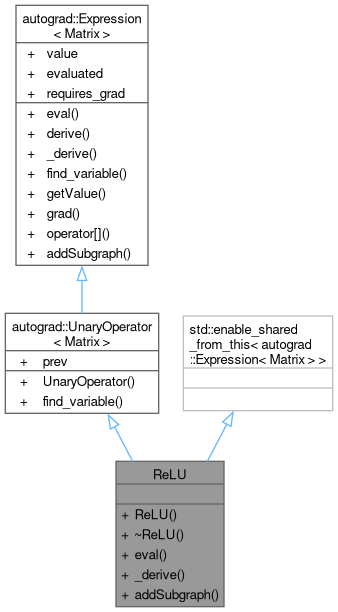 autograd::Expression
< Matrix >
+ value
+ evaluated
+ requires_grad
+ eval()
+ derive()
+ _derive()
+ find_variable()
+ getValue()
+ grad()
+ operator[]()
+ addSubgraph()
autograd::UnaryOperator
< Matrix >
+ prev
+ UnaryOperator()
+ find_variable()
std::enable_shared
_from_this< autograd
::Expression< Matrix > >
ReLU
+ ReLU()
+ ~ReLU()
+ eval()
+ _derive()
+ addSubgraph()